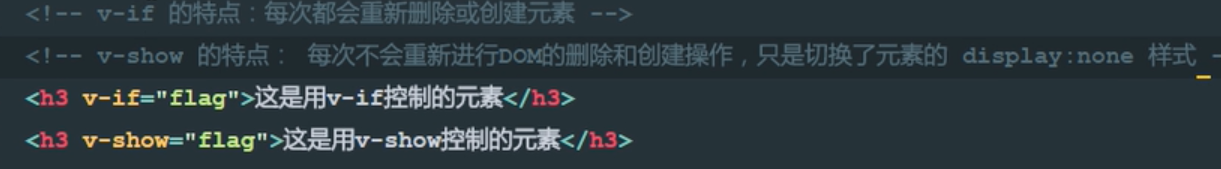 <!-- v-if 的特点：每次都会重新删除或创建元素 -->
<!-- v-show 的特点： 每次不会重新进行DOM的删除和创建操作，只是切换了元素的 display:none 样式 -
<h3 v-if="flag">这是用v-if控制的元素</h3>
<h3 v-show="flag">这是用v-show控制的元素</h3>